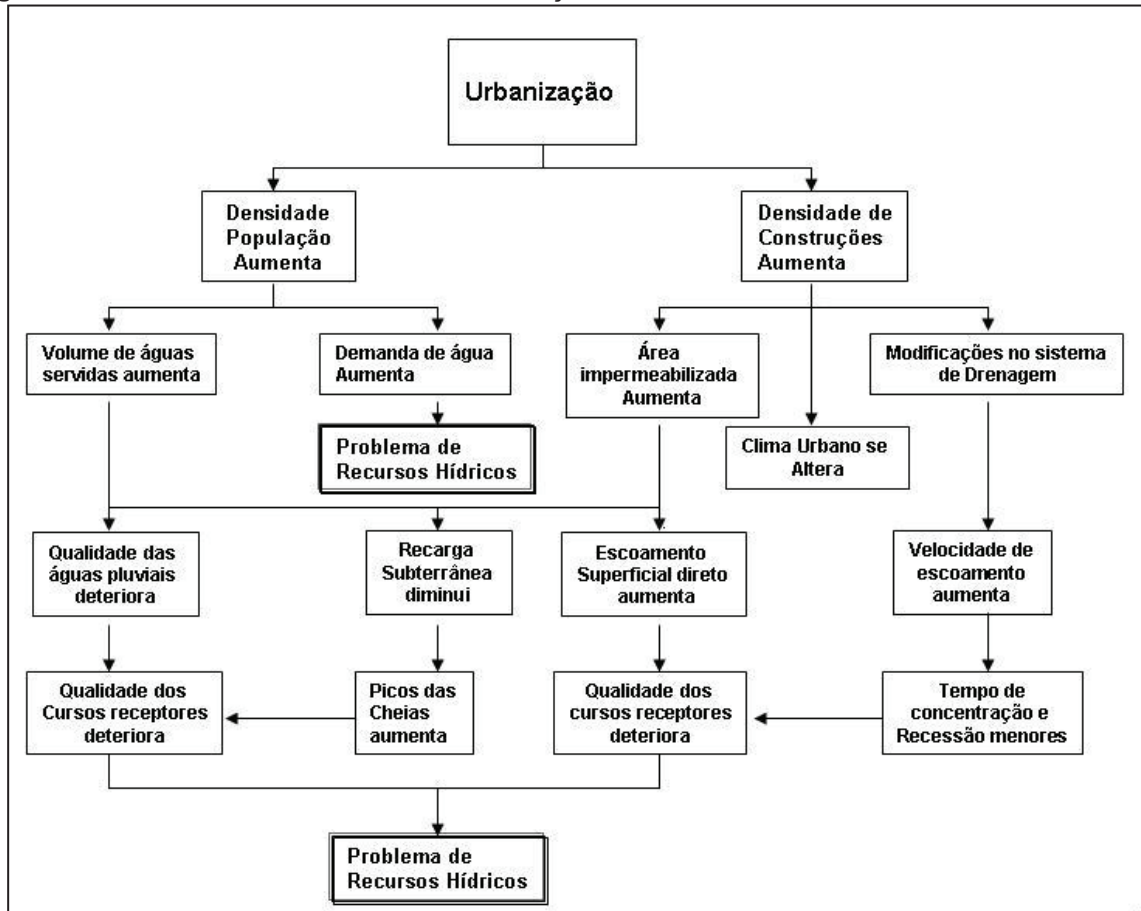 Urbanização
Densidade
População
Aumenta
Densidade de
Construções
Aumenta
Volume de águas
servidas aumenta
Demanda de água
Aumenta
Área
impermeabilizada
Aumenta
Modificações no sistema
de Drenagem
Problema de
Recursos Hídricos
Clima Urbano se
Altera
Qualidade das
águas pluviais
deteriora
Recarga
Subterrânea
diminui
Escoamento
Superficial direto
aumenta
Velocidade de
escoamento
aumenta
Qualidade dos
Cursos receptores
deteriora
Picos das
Cheias
aumenta
Qualidade dos
cursos receptores
deteriora
Tempo de
concentração e
Recessão menores
Problema de
Recursos Hídricos